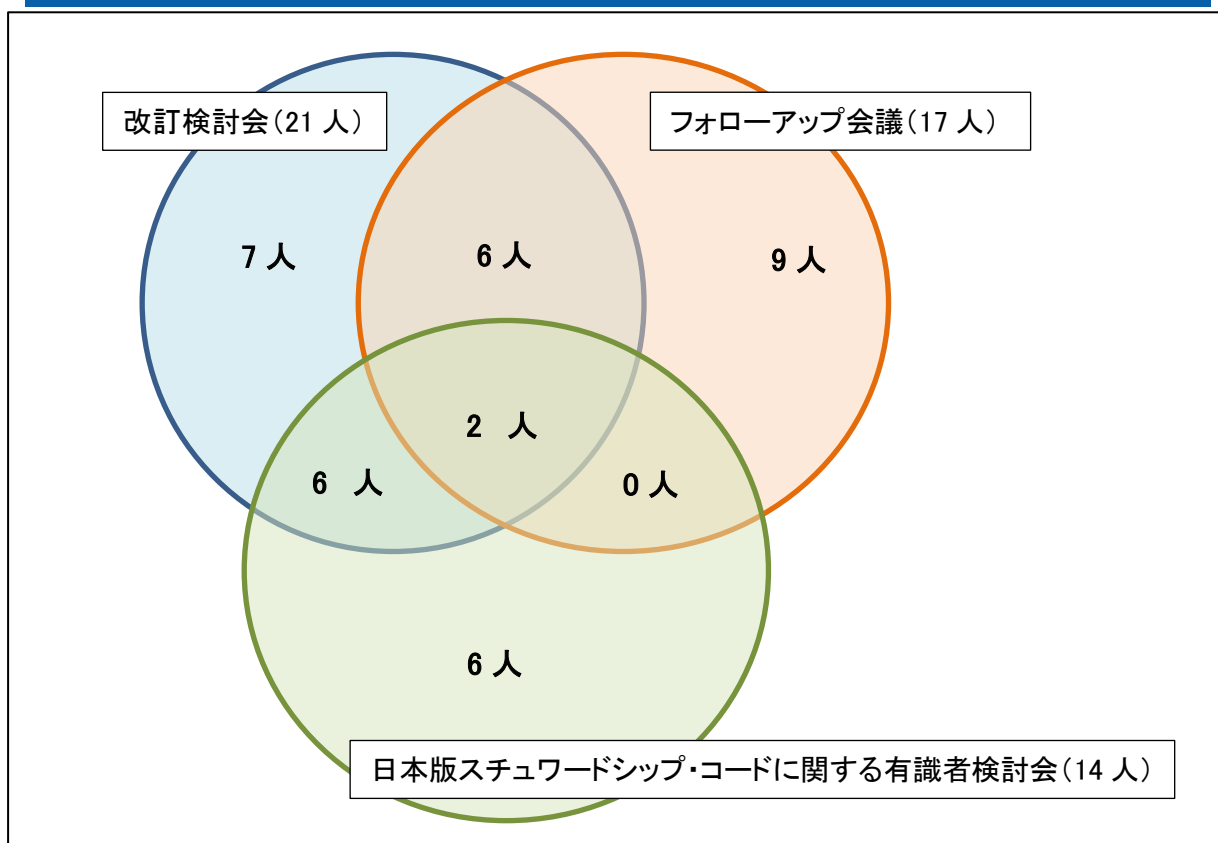 改訂検討会（21 人）
フォローアップ会議（17 人）
7 人
6 人
9 人
2 人
6 人
0 人
6 人
日本版スチュワードシップ・コードに関する有識者検討会（14 人）